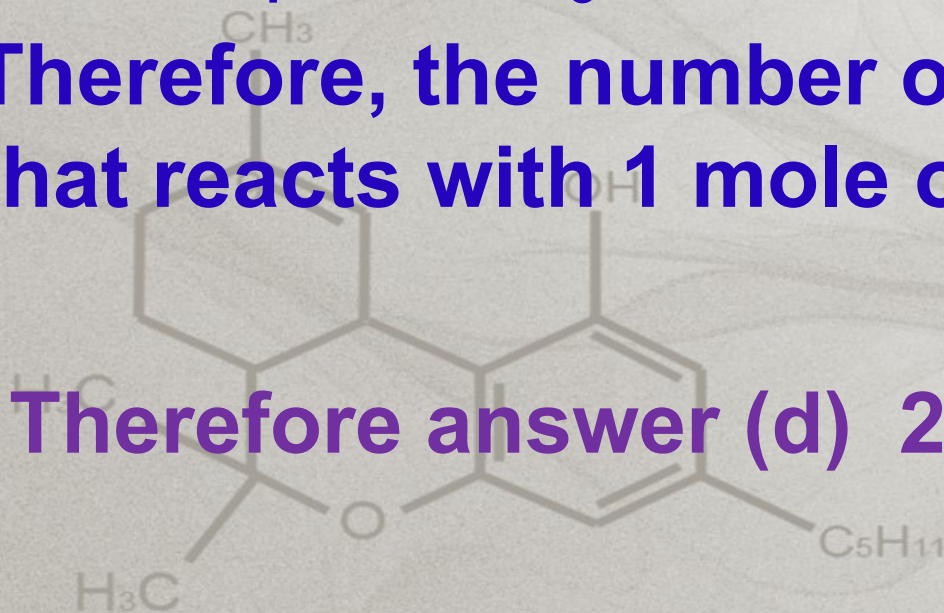 CH3
Therefore, the number o
hat reacts with 1 mole o
OH
H3C
Therefore answer (d) 2
O
C5H11
H3C